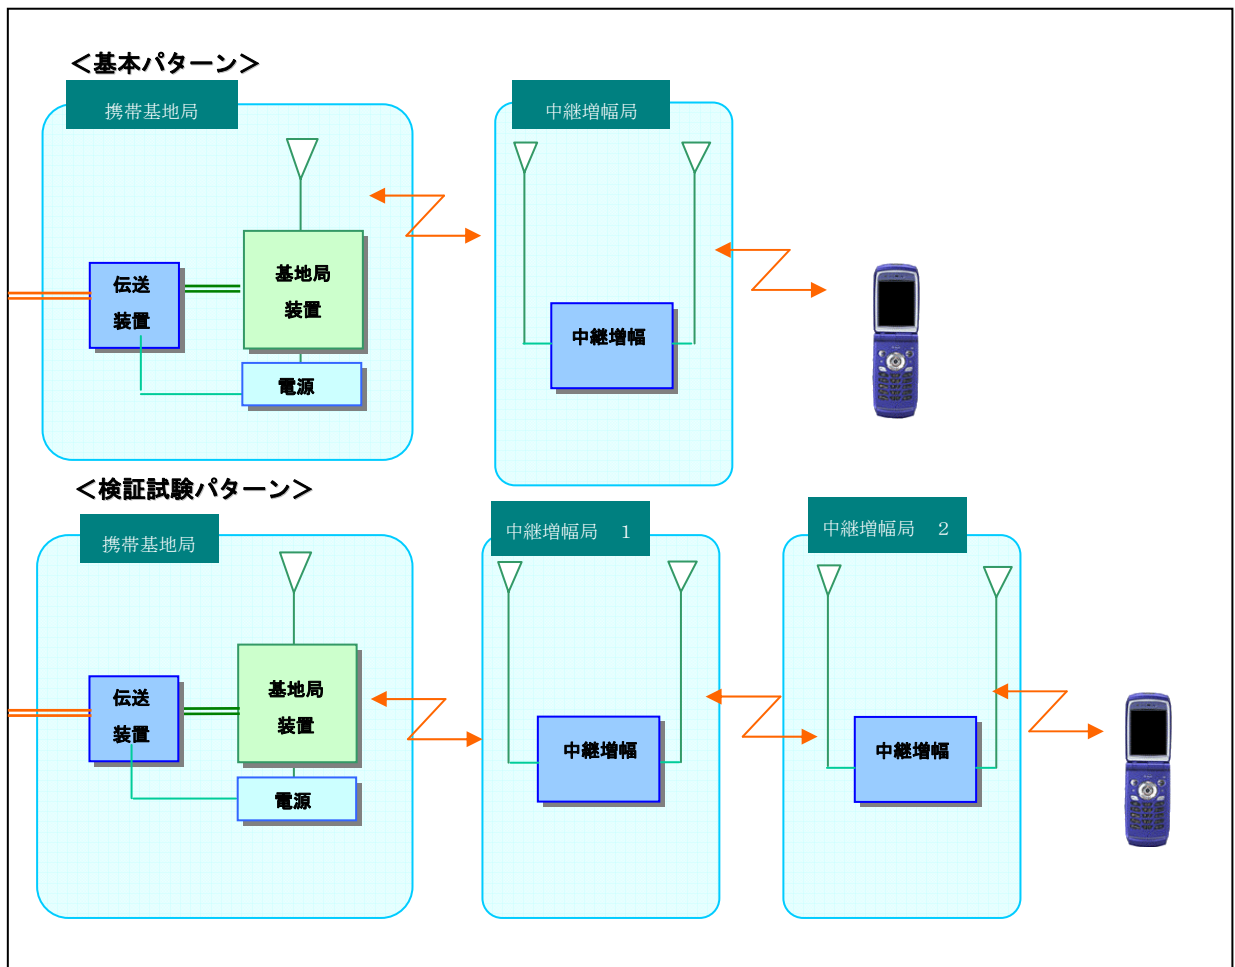 <基本パターン>
携帯基地局
中継増幅局
伝送
装置
基地局
装置
電源
中継増幅
<検証試験パターン>
携帯基地局
中継増幅局　1
中継増幅局　2
伝送
装置
基地局
装置
電源
中継増幅
中継増幅